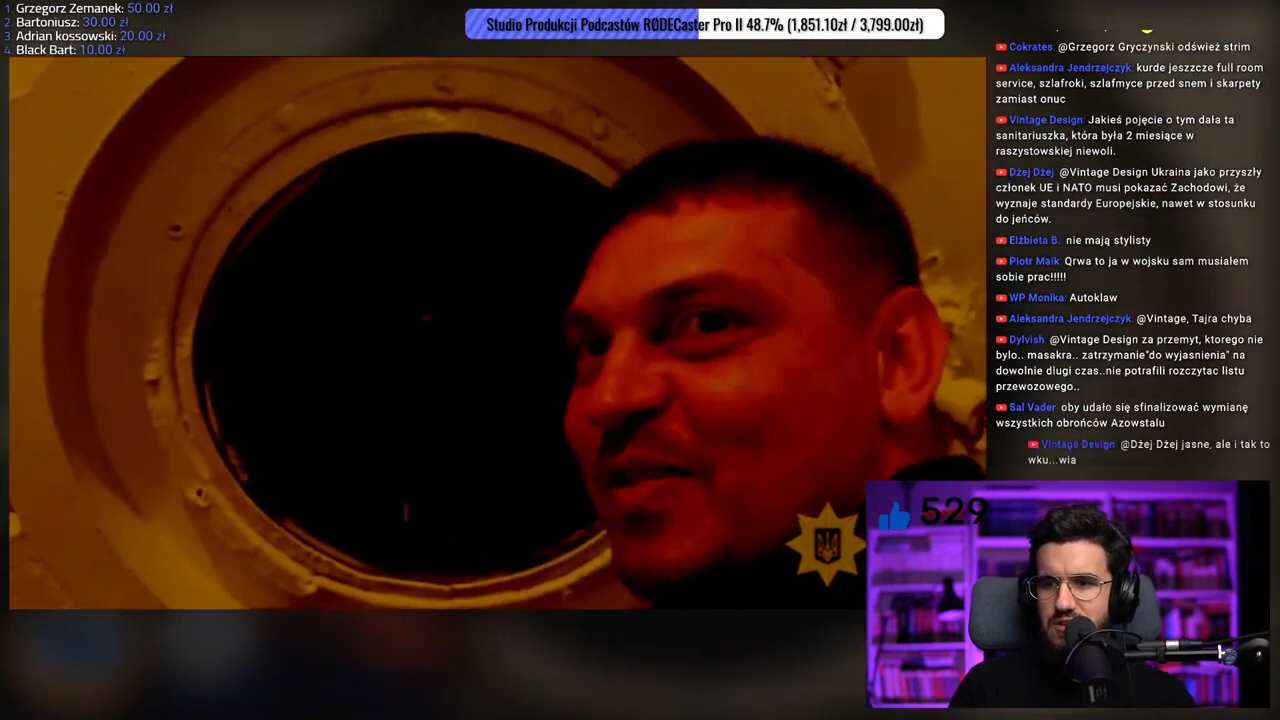 1. Grzegorz Zemanek: 50.00 zł
2. Bartoniusz: 30.00 zł
3. Adrian kossowski: 20.00 zł
4. Black Bart: 10.00 zł
Studio Produkcji Podcastów RØDECaster Pro II 48.7% (1,851.10zł / 3,799.00zł)
Cokrates: @Grzegorz Gryczynski odśwież strim
Aleksandra Jendrzejczyk: kurde jeszcze full room
service, szlafroki, szlafmyce przed snem i skarpety
zamiast onuc
Vintage Design: Jakieś pojęcie o tym dała ta
sanitariuszka, która była 2 miesiące w
raszystowskiej niewoli.
Dżej Dżej: @Vintage Design Ukraina jako przyszły
członek UE i NATO musi pokazać Zachodowi, że
wyznaje standardy Europejskie, nawet w stosunku
do jeńców.
Elżbieta B.: nie mają stylisty
Piotr Maik: Qrwa to ja w wojsku sam musiałem
sobie prac!!!!!
WP Monika: Autoklaw
Aleksandra Jendrzejczyk: @Vintage, Tajra chyba
Dylvish: @Vintage Design za przemyt, ktorego nie
bylo.. masakra.. zatrzymanie"do wyjasnienia" na
dowolnie dlugi czas..nie potrafili rozczytac listu
przewozowego..
Sal Vader: oby udało się sfinalizować wymianę
wszystkich obrońców Azowstalu
Vintage Design: @Dżej Dżej jasne, ale i tak to
wku...wia
529